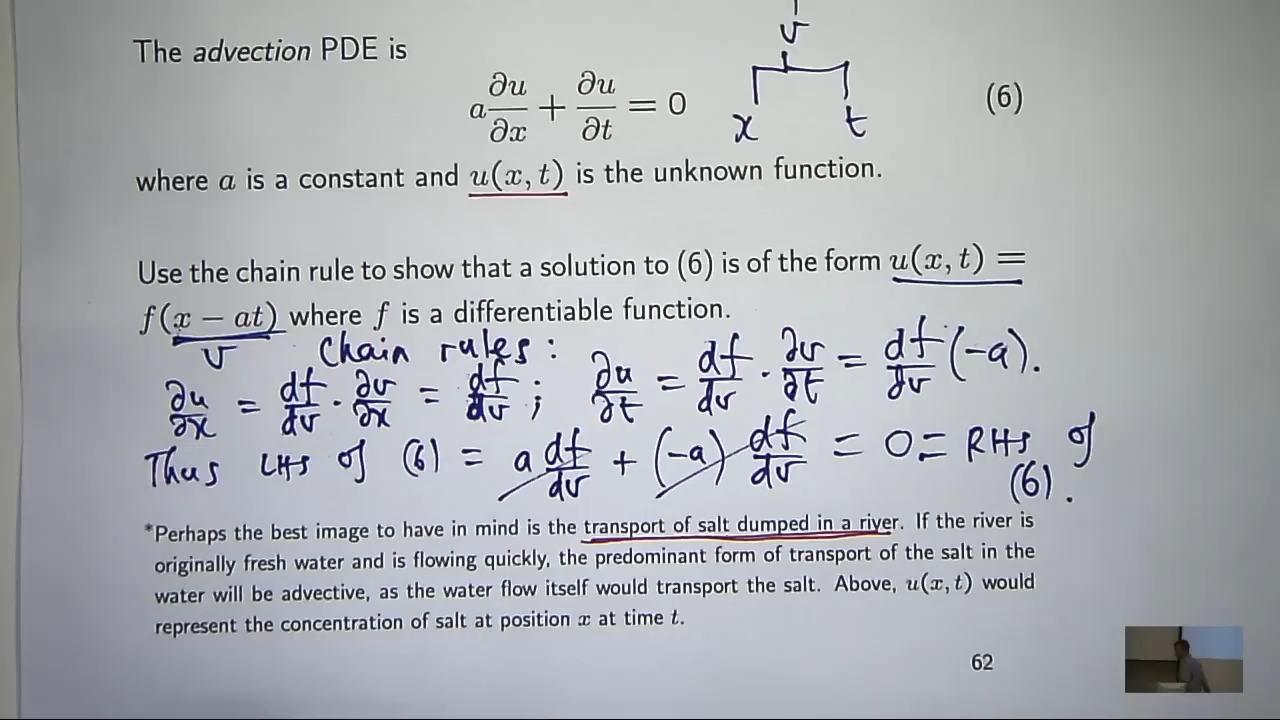 v
The advection PDE is
a ∂u/∂x + ∂u/∂t = 0 (6)
x t
where a is a constant and u(x, t) is the unknown function.
Use the chain rule to show that a solution to (6) is of the form u(x, t) =
f(x − at) where f is a differentiable function.
v Chain rules:
∂u/∂x = df/dv · ∂v/∂x = df/dv ; ∂u/∂t = df/dv · ∂v/∂t = df/dv (−a).
Thus LHS of (6) = a df/dv + (−a) df/dv = 0 = RHS of
(6).
*Perhaps the best image to have in mind is the transport of salt dumped in a river. If the river is
originally fresh water and is flowing quickly, the predominant form of transport of the salt in the
water will be advective, as the water flow itself would transport the salt. Above, u(x, t) would
represent the concentration of salt at position x at time t.
62